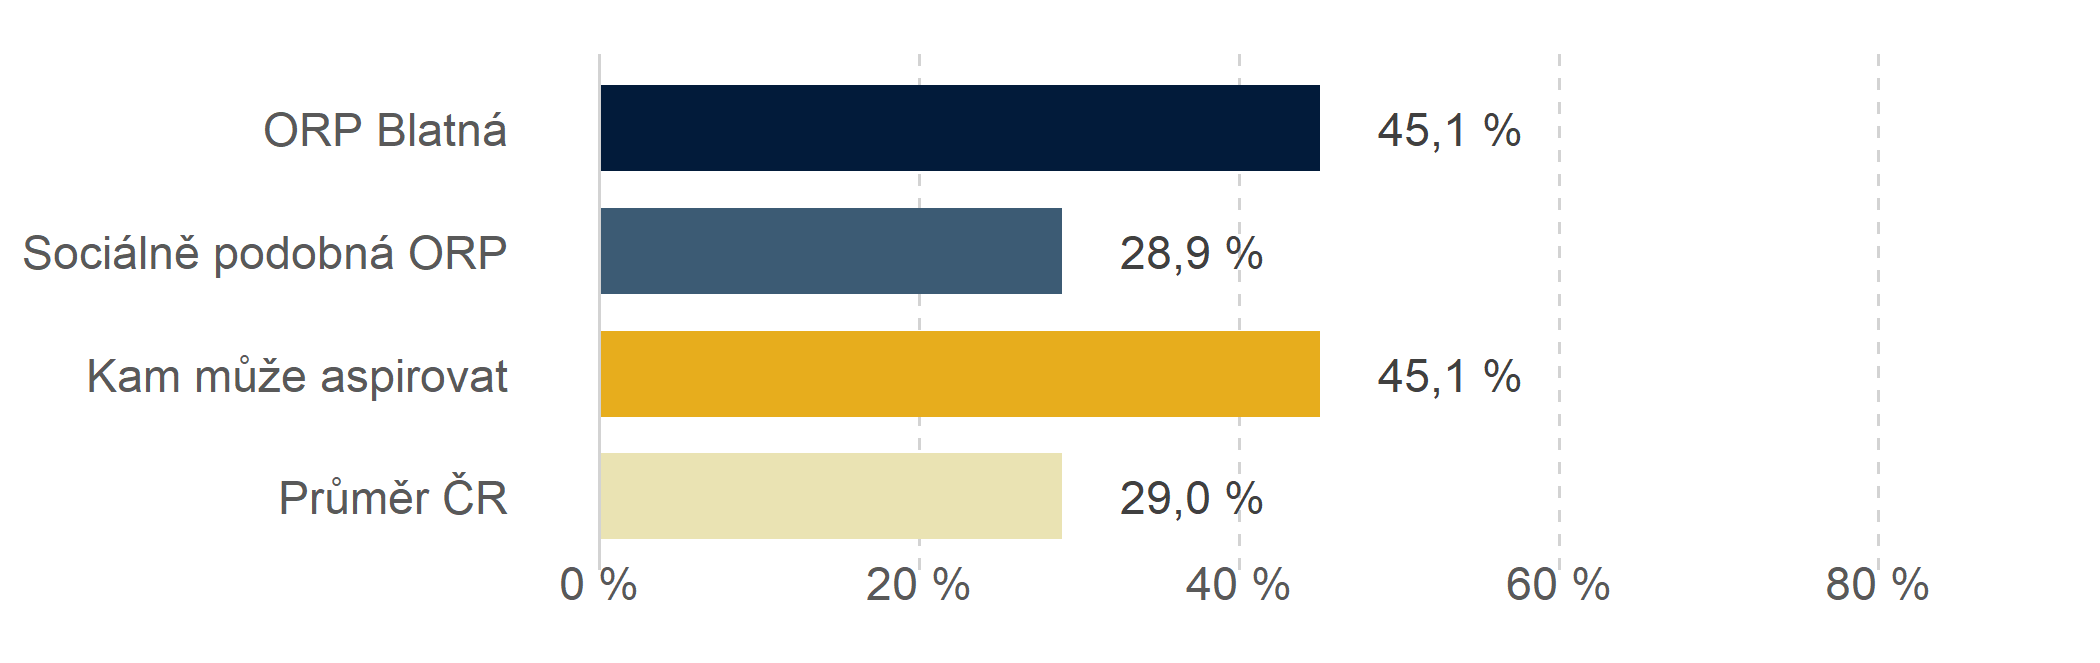 ORP Blatná 45,1 %
Sociálně podobná ORP 28,9 %
Kam může aspirovat 45,1 %
Průměr ČR 29,0 %
0 % 20 % 40 % 60 % 80 %